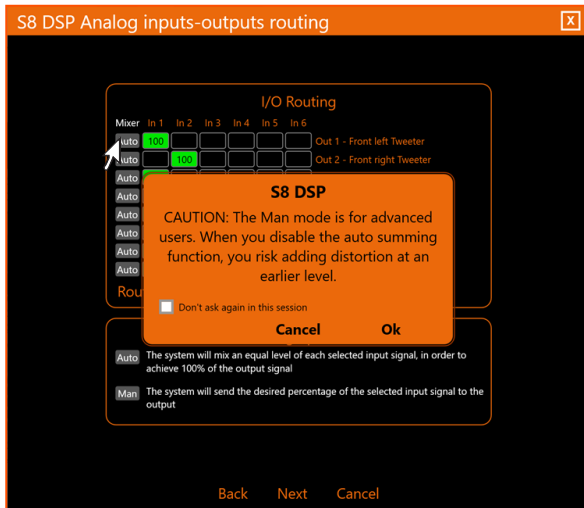 S8 DSP Analog inputs-outputs routing
X
I/O Routing
Mixer In 1 In 2 In 3 In 4 In 5 In 6
Auto 100 Out 1 - Front left Tweeter
Auto 100 Out 2 - Front right Tweeter
Auto
Auto
Auto
Auto
Auto
Auto
S8 DSP
CAUTION: The Man mode is for advanced
users. When you disable the auto summing
function, you risk adding distortion at an
earlier level.
Don't ask again in this session
Cancel Ok
Auto The system will mix an equal level of each selected input signal, in order to
achieve 100% of the output signal
Man The system will send the desired percentage of the selected input signal to the
output
Back Next Cancel